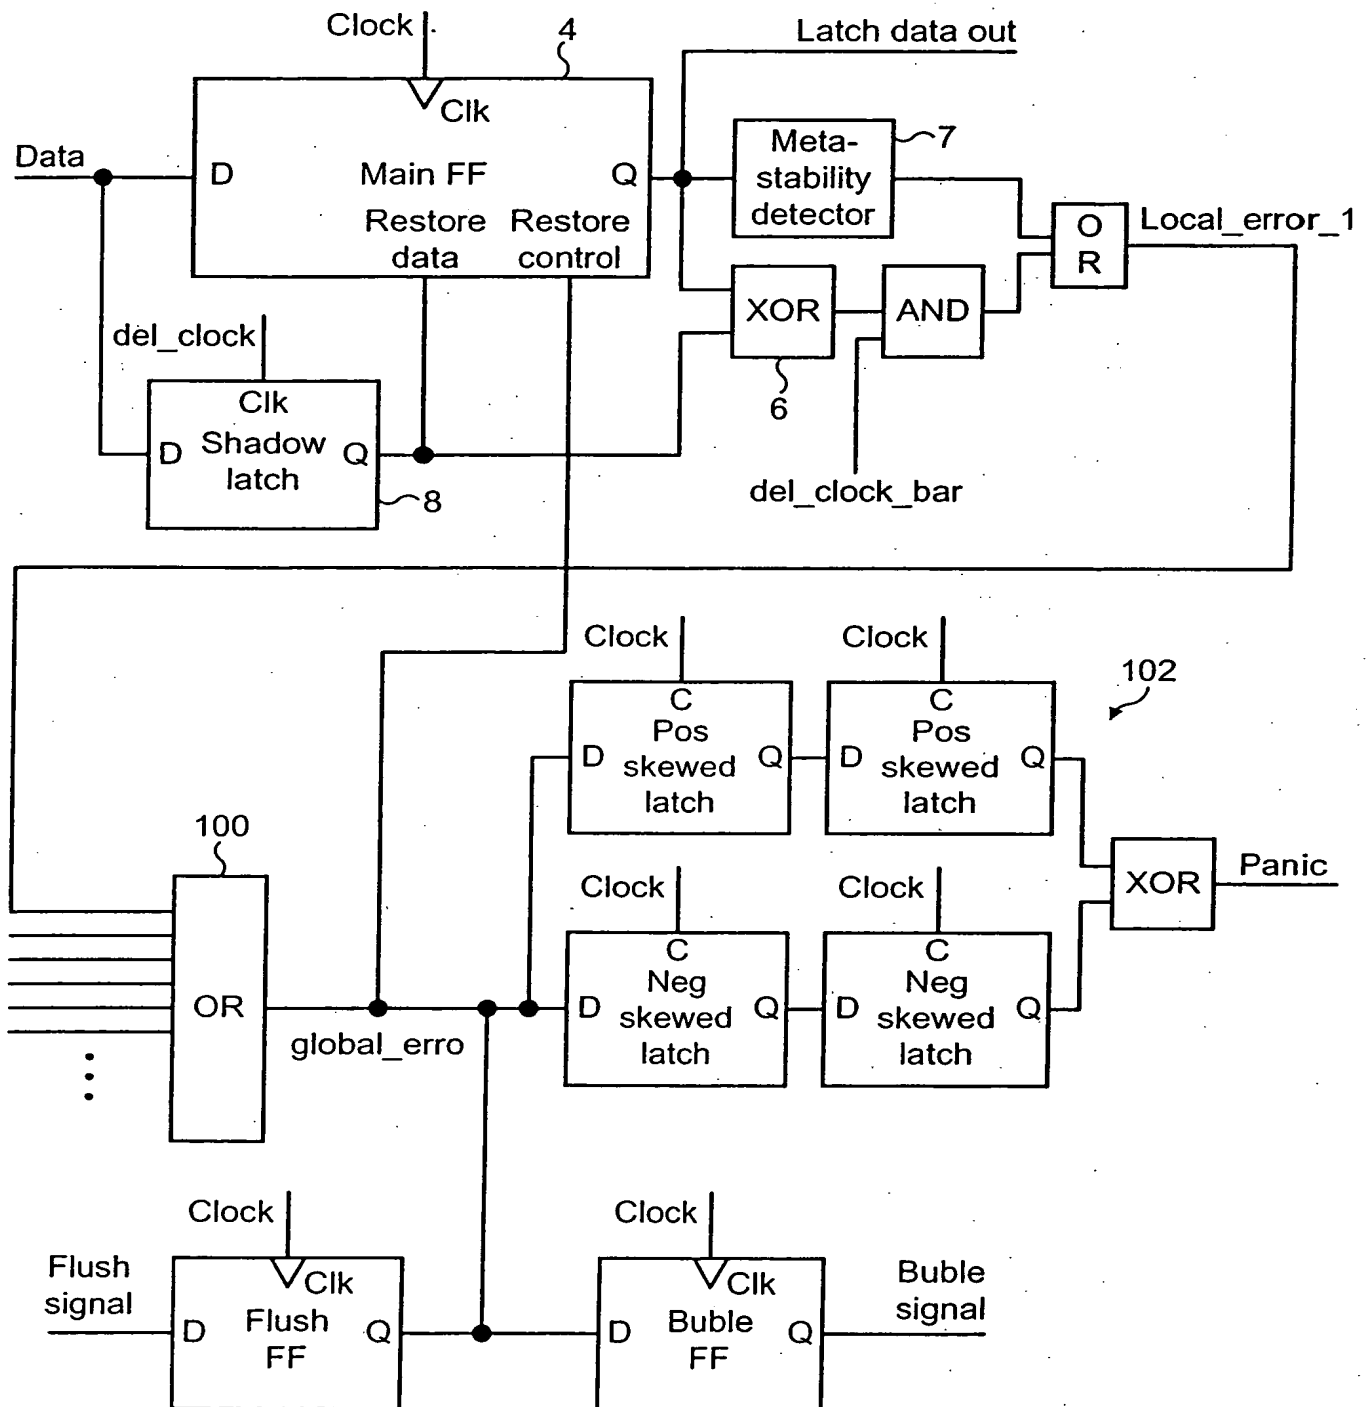 Clock
4
Latch data out
Clk
Data
D
Main FF
Q
Restore
data
Restore
control
Meta-
stability
detector
7
O
R
Local_error_1
XOR
AND
6
del_clock_bar
del_clock
Clk
D
Shadow
latch
Q
8
Clock
Clock
102
C
Pos
skewed
latch
D
Q
C
Pos
skewed
latch
D
Q
100
OR
global_erro
Clock
Clock
XOR
Panic
C
Neg
skewed
latch
D
Q
C
Neg
skewed
latch
D
Q
Clock
Clock
Flush
signal
Clk
D
Flush
FF
Q
Clk
D
Buble
FF
Q
Buble
signal